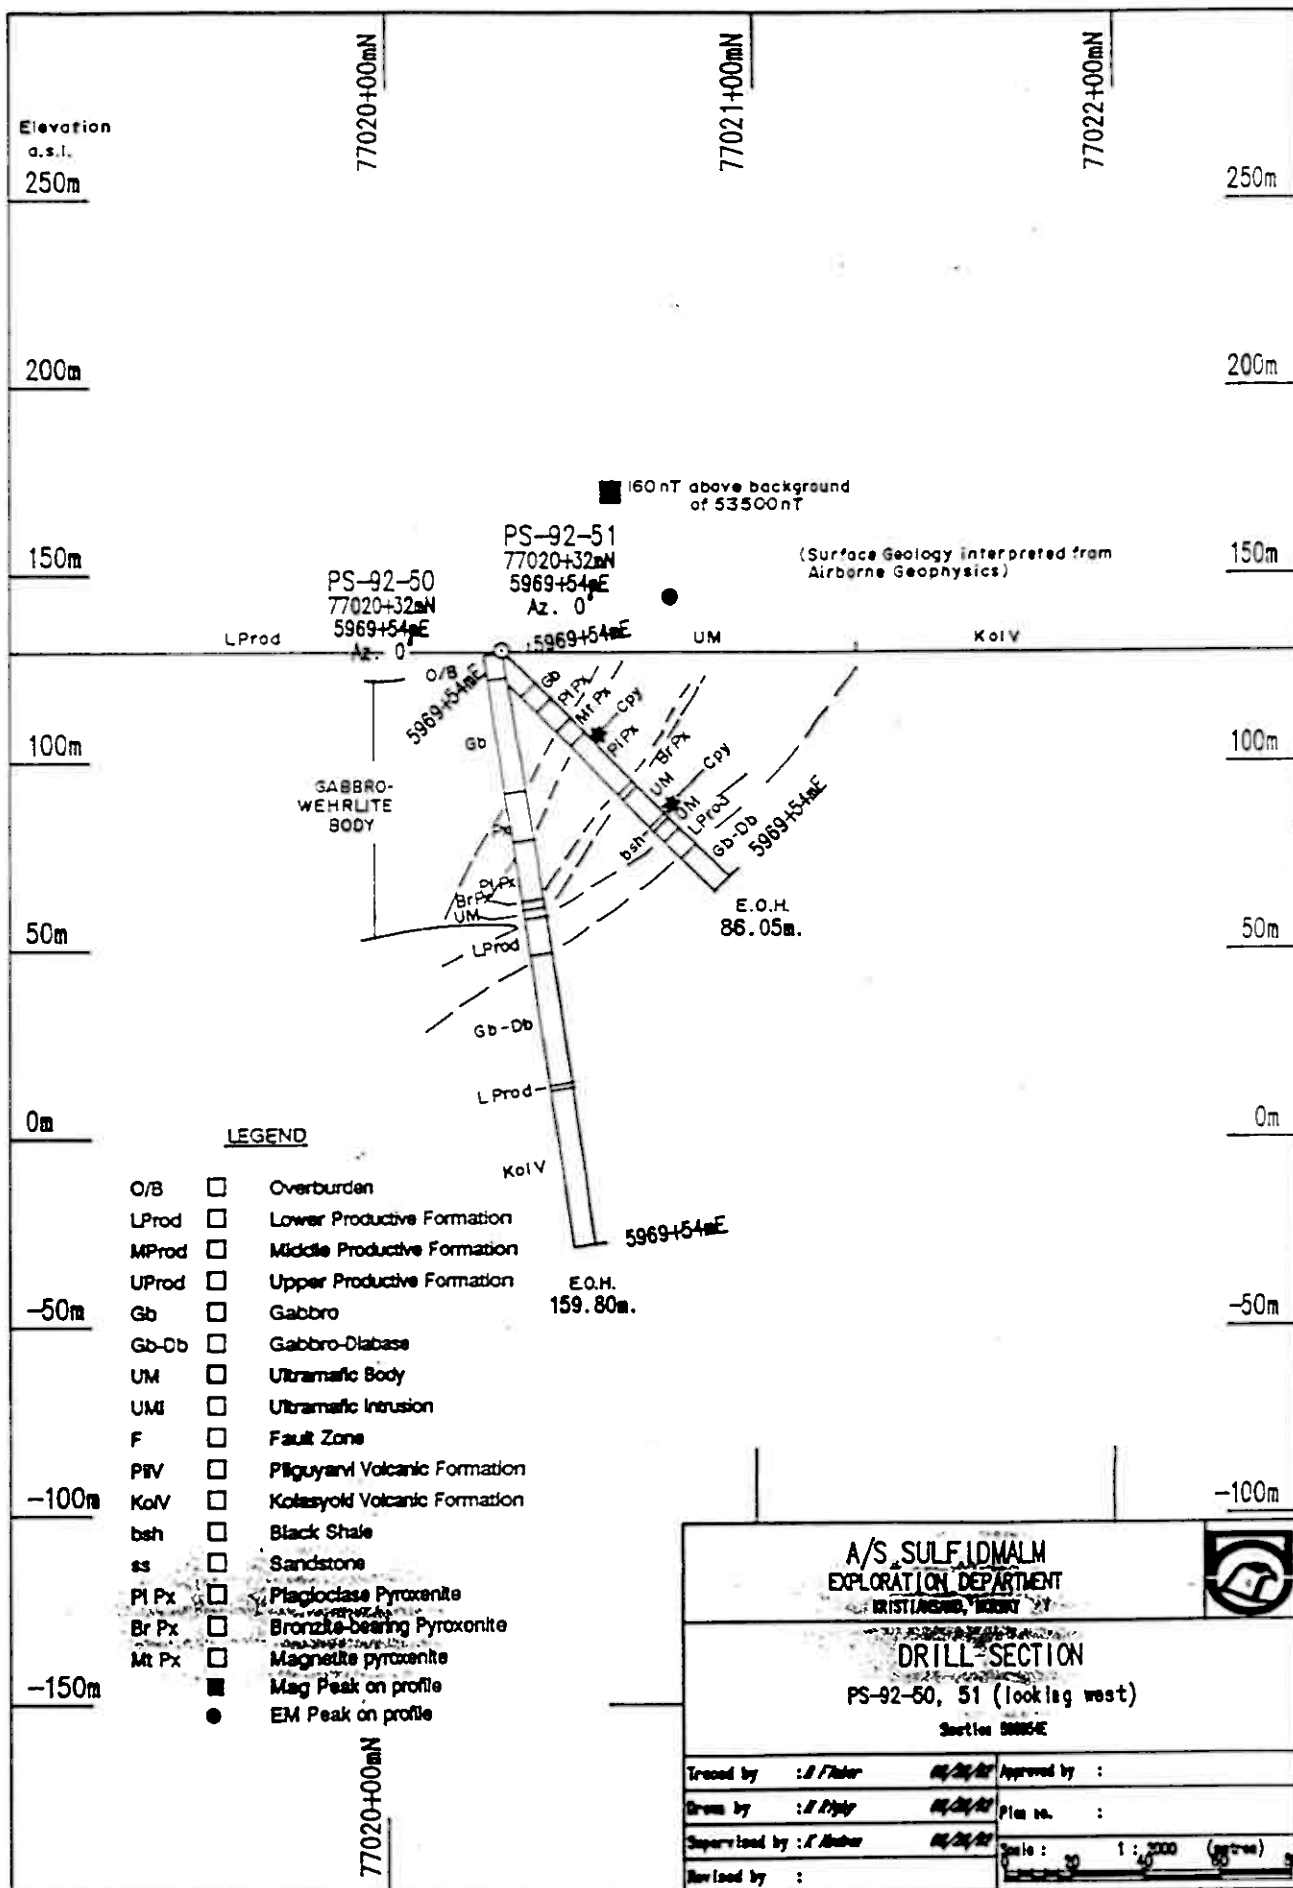 77020+00mN
77021+00mN
77022+00mN
Elevation
a.s.l.
250m
250m
200m
200m
160nT above background
of 53500nT
PS-92-51
77020+32mN
5969+54mE
Az. 0°
(Surface Geology interpreted from
Airborne Geophysics)
150m
150m
PS-92-50
77020+32mN
5969+54mE
Az. 0°
LProd
5969+54mE
UM
KolV
O/B
5969+54mE
Gb
Pl Px
Mt Px
Cpy
Pl Px
Br Px
UM
Cpy
UM
LProd
Gb-Db
bsh
5969+54mE
100m
100m
Gb
GABBRO-
WEHRLITE
BODY
Px
Pl Px
Br Px
UM
E.O.H.
86.05m.
50m
50m
LProd
Gb-Db
L Prod
0m
0m
KolV
5969+54mE
E.O.H.
159.80m.
LEGEND
O/B Overburden
LProd Lower Productive Formation
MProd Middle Productive Formation
UProd Upper Productive Formation
Gb Gabbro
Gb-Db Gabbro-Diabase
UM Ultramafic Body
UMI Ultramafic Intrusion
F Fault Zone
PilV Pilguyarvi Volcanic Formation
KolV Kolasyoki Volcanic Formation
bsh Black Shale
ss Sandstone
Pl Px Plagioclase Pyroxenite
Br Px Bronzite-bearing Pyroxenite
Mt Px Magnetite pyroxenite
Mag Peak on profile
EM Peak on profile
-50m
-50m
-100m
-100m
-150m
77020+00mN
A/S SULFIDMALM
EXPLORATION DEPARTMENT
KRISTIANSAND, NORWAY
DRILL-SECTION
PS-92-50, 51 (looking west)
Section
Traced by :
Drawn by :
Supervised by :
Revised by :
Approved by :
Plan no. :
Scale : 1 : 2000 (metres)
0 20 40 60